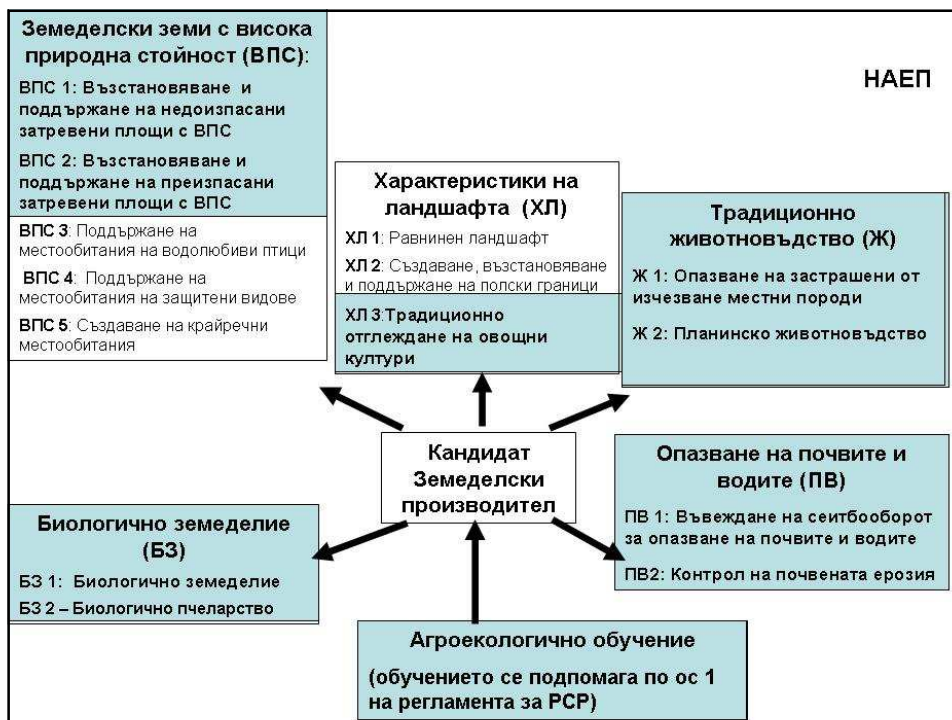 Земеделски земи с висока
природна стойност (ВПС):
ВПС 1: Възстановяване и
поддържане на недоизпасани
затревени площи с ВПС
ВПС 2: Възстановяване и
поддържане на преизпасани
затревени площи с ВПС
ВПС 3: Поддържане на
местообитания на водолюбиви птици
ВПС 4: Поддържане на
местообитания на защитени видове
ВПС 5: Създаване на крайречни
местообитания
НАЕП
Характеристики на
ландшафта (ХЛ)
ХЛ 1: Равнинен ландшафт
ХЛ 2: Създаване, възстановяване
и поддържане на полски граници
ХЛ 3:Традиционно
отглеждане на овощни
култури
Традиционно
животновъдство (Ж)
Ж 1: Опазване на застрашени от
изчезване местни породи
Ж 2: Планинско животновъдство
Кандидат
Земеделски
производител
Биологично земеделие
(БЗ)
БЗ 1: Биологично земеделие
БЗ 2 – Биологично пчеларство
Опазване на почвите и
водите (ПВ)
ПВ 1: Въвеждане на сеитбооборот
за опазване на почвите и водите
ПВ2: Контрол на почвената ерозия
Агроекологично обучение
(обучението се подпомага по ос 1
на регламента за РСР)